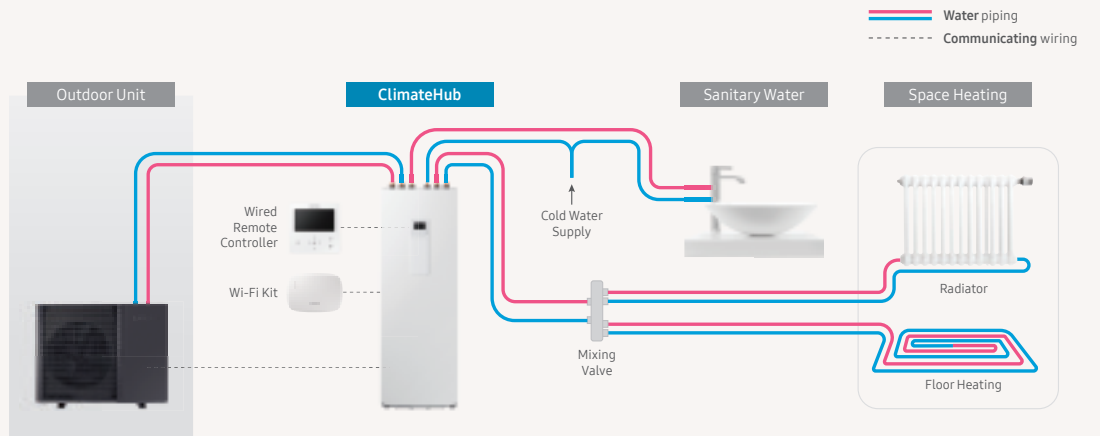 Water piping
Communicating wiring
Outdoor Unit
ClimateHub
Sanitary Water
Space Heating
Wired
Remote
Controller
Wi-Fi Kit
Cold Water
Supply
Mixing
Valve
Radiator
Floor Heating